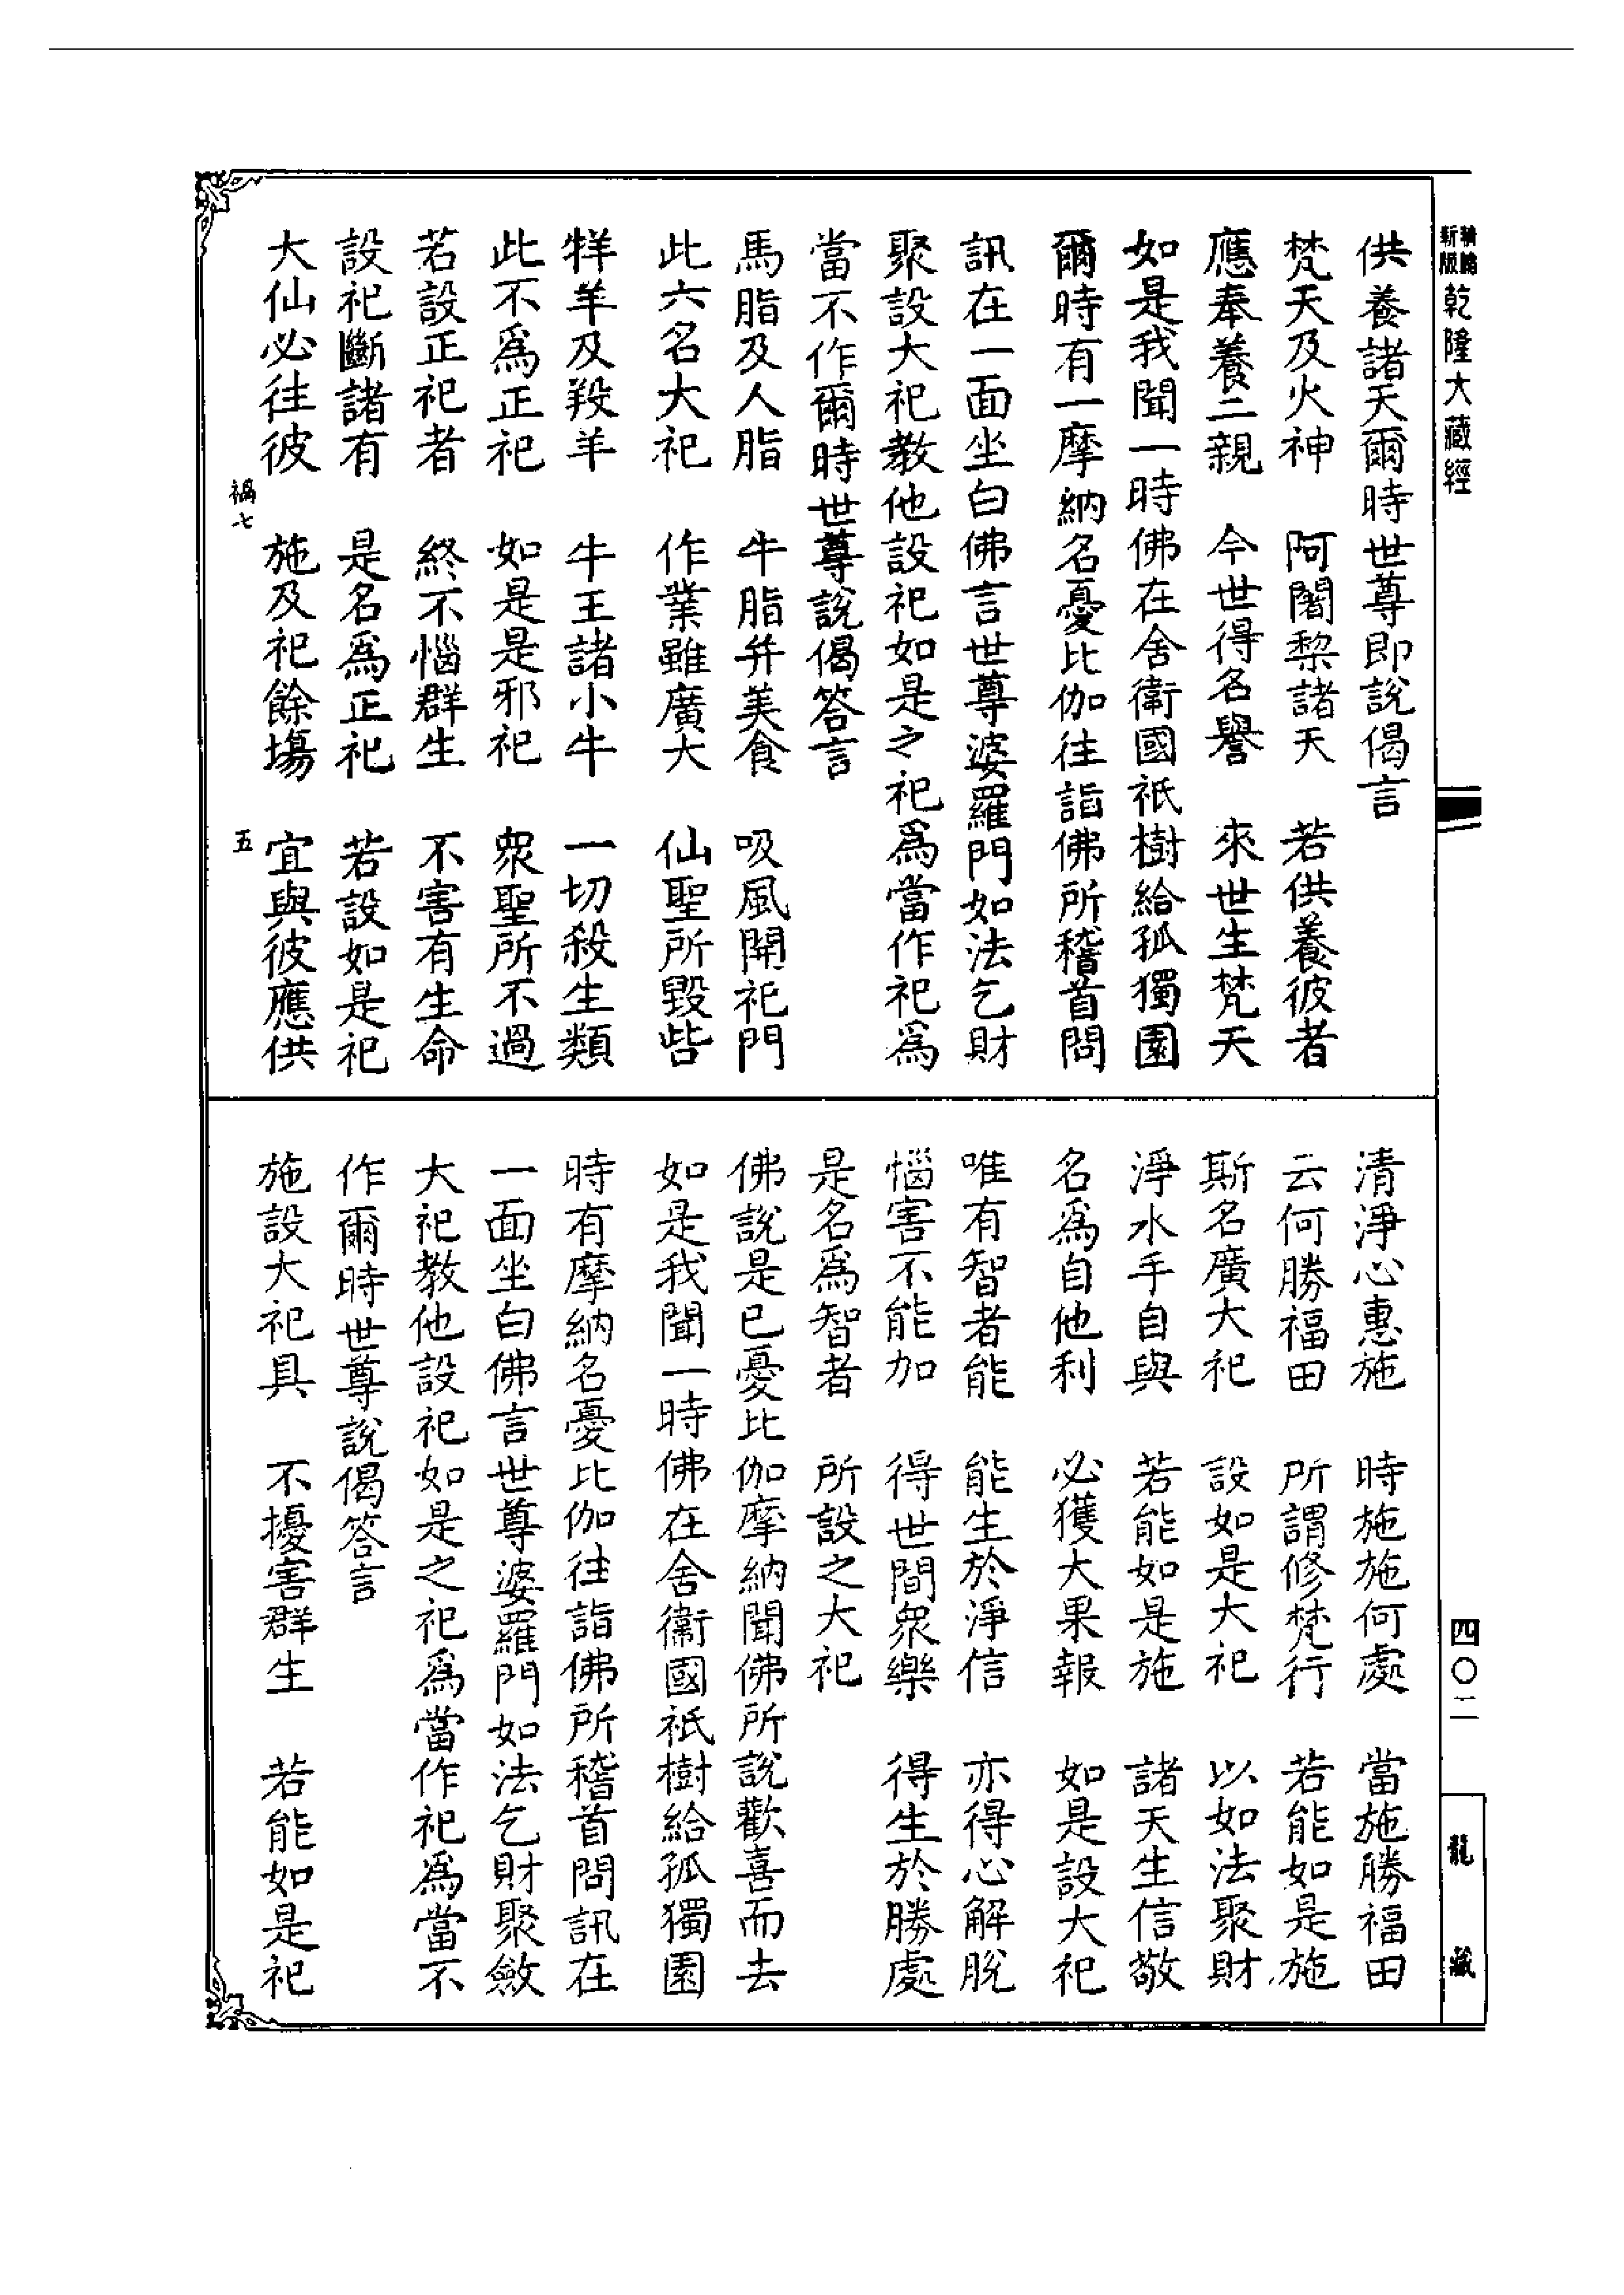 新版 精縮 乾隆大藏經
供養諸天爾時世尊即說偈言
梵天及火神 阿闍黎諸天 若供養彼者
應奉養二親 今世得名譽 來世生梵天
如是我聞一時佛在舍衛國祇樹給孤獨園
爾時有一摩納名憂比伽往詣佛所稽首問
訊在一面坐白佛言世尊婆羅門如法乞財
聚設大祀教他設祀如是之祀為當作祀為
當不作爾時世尊說偈答言
馬脂及人脂 牛脂并美食 吸風開祀門
此六名大祀 作業雖廣大 仙聖所毀呰
牂羊及羖羊 牛王諸小牛 一切殺生類
此不為正祀 如是是邪祀 眾聖所不過
若設正祀者 終不惱群生 不害有生命
設祀斷諸有 是名為正祀 若設如是祀
大仙必往彼 施及祀餘場 宜與彼應供
禍七 五
清淨心惠施 時施施何處 當施勝福田
云何勝福田 所謂修梵行 若能如是施
斯名廣大祀 設如是大祀 以如法聚財
淨水手自與 若能如是施 諸天生信敬
名為自他利 必獲大果報 如是設大祀
唯有智者能 能生於淨信 亦得心解脫
惱害不能加 得世間眾樂 得生於勝處
是名為智者 所設之大祀
佛說是已憂比伽摩納聞佛所說歡喜而去
如是我聞一時佛在舍衛國祇樹給孤獨園
時有摩納名憂比伽往詣佛所稽首問訊在
一面坐白佛言世尊婆羅門如法乞財聚斂
大祀教他設祀如是之祀為當作祀為當不
作爾時世尊說偈答言
施設大祀具 不擾害群生 若能如是祀
四〇二
龍藏